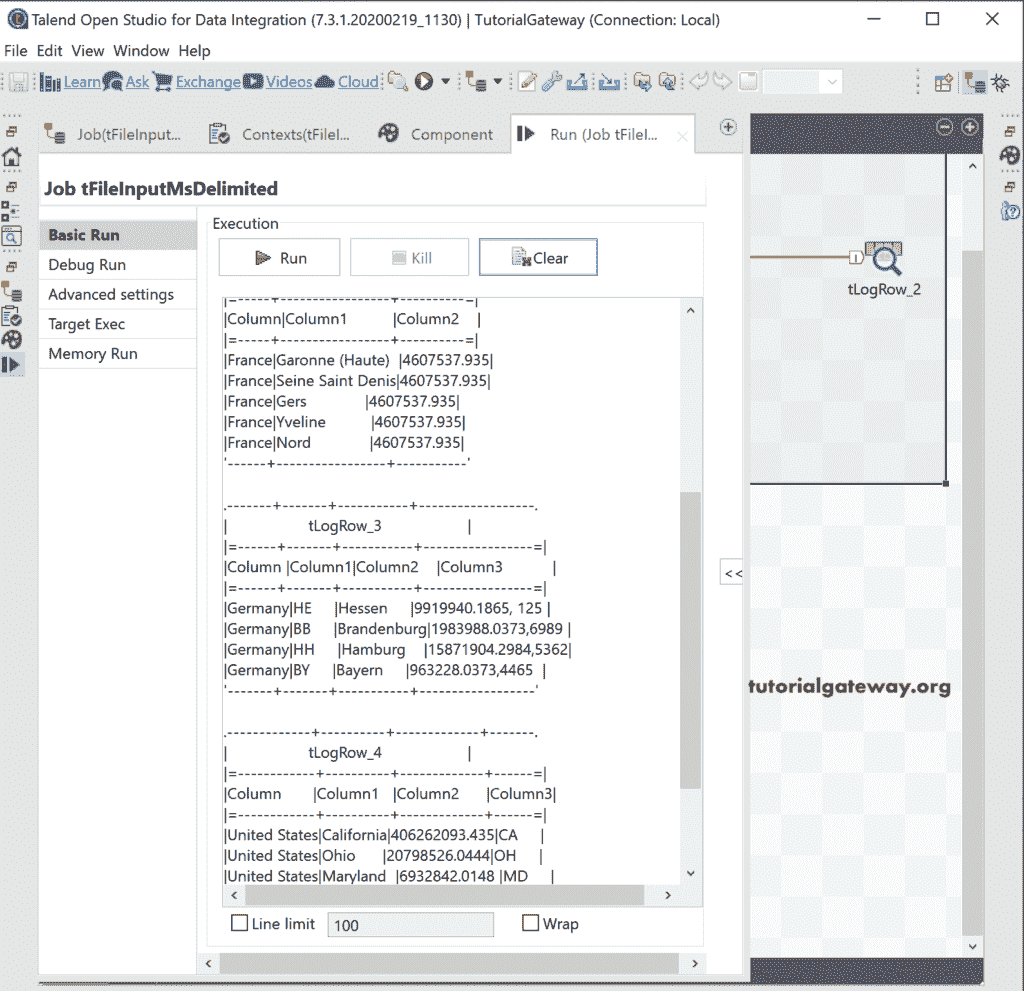 Talend Open Studio for Data Integration (7.3.1.20200219_1130) | TutorialGateway (Connection: Local)
File Edit View Window Help
Learn Ask Exchange Videos Cloud
Job(tFileInput... Contexts(tFileI... Component Run (Job tFileI...
Job tFileInputMsDelimited
Basic Run
Debug Run
Advanced settings
Target Exec
Memory Run
Execution
Run Kill Clear
|=------+-----------------+----------=|
|Column|Column1 |Column2 |
|=-----+-----------------+----------=|
|France|Garonne (Haute) |4607537.935|
|France|Seine Saint Denis|4607537.935|
|France|Gers |4607537.935|
|France|Yveline |4607537.935|
|France|Nord |4607537.935|
'------+-----------------+-----------'
.-------+-------+-----------+-----------------.
| tLogRow_3 |
|=------+-------+-----------+----------------=|
|Column |Column1|Column2 |Column3 |
|=------+-------+-----------+----------------=|
|Germany|HE |Hessen |9919940.1865, 125 |
|Germany|BB |Brandenburg|1983988.0373,6989 |
|Germany|HH |Hamburg |15871904.2984,5362|
|Germany|BY |Bayern |963228.0373,4465 |
'-------+-------+-----------+------------------'
.-------------+----------+-------------+-------.
| tLogRow_4 |
|=------------+----------+-------------+------=|
|Column |Column1 |Column2 |Column3|
|=------------+----------+-------------+------=|
|United States|California|406262093.435|CA |
|United States|Ohio |20798526.0444|OH |
|United States|Maryland |6932842.0148 |MD |
Line limit 100 Wrap
tLogRow_2
<<
tutorialgateway.org